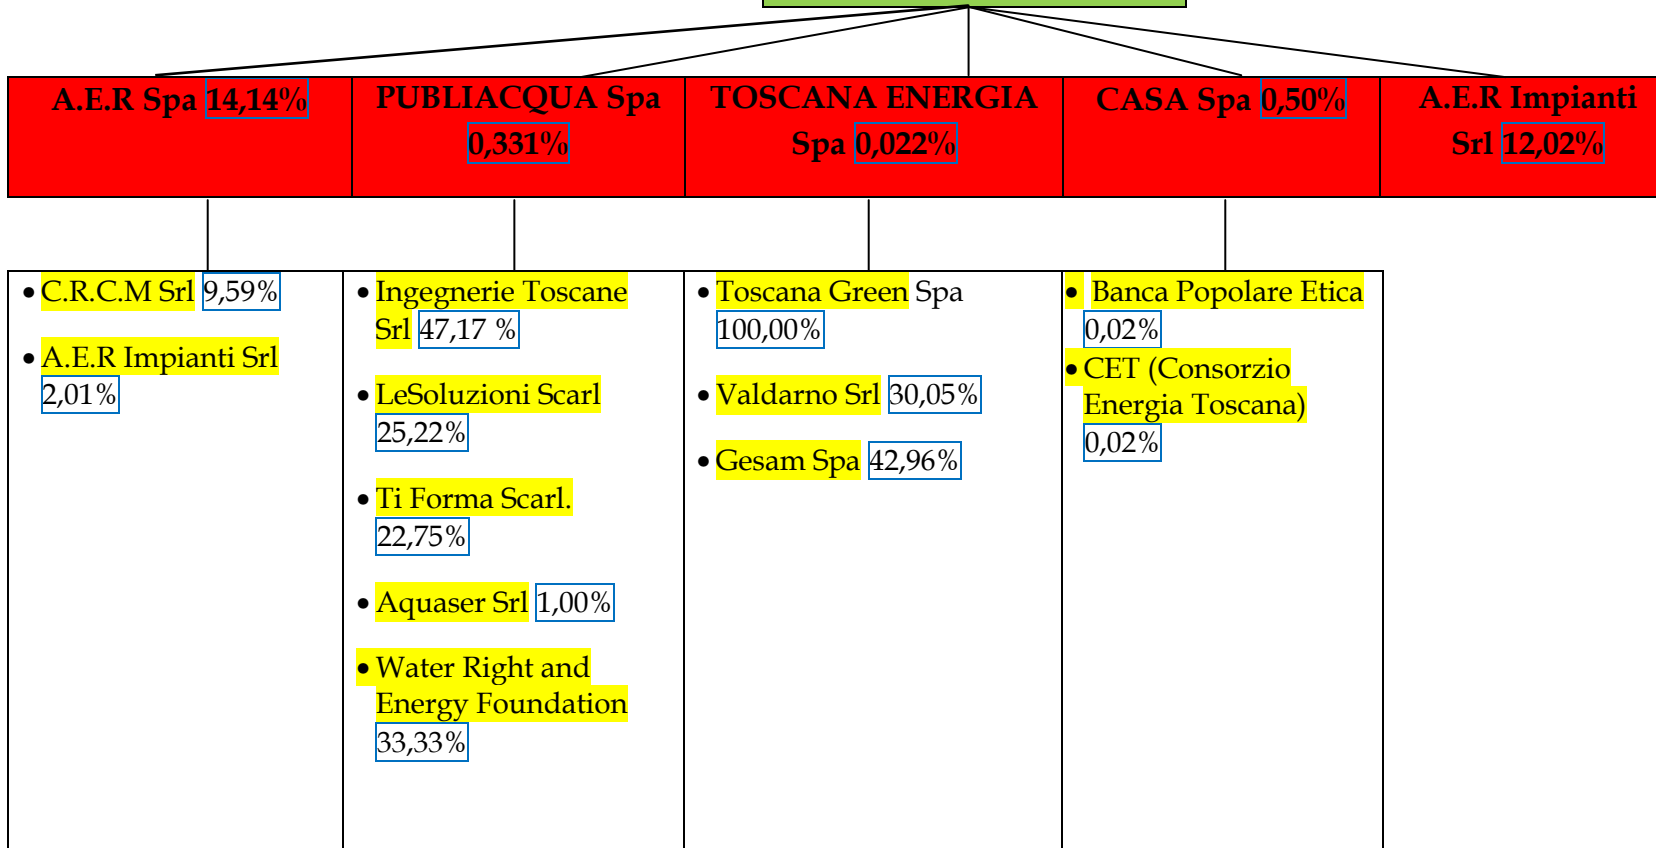 A.E.R Spa 14,14%
PUBLIACQUA Spa
0,331%
TOSCANA ENERGIA
Spa 0,022%
CASA Spa 0,50%
A.E.R Impianti
Srl 12,02%
• C.R.C.M Srl 9,59%
• A.E.R Impianti Srl
2,01%
• Ingegnerie Toscane
Srl 47,17 %
• LeSoluzioni Scarl
25,22%
• Ti Forma Scarl.
22,75%
• Aquaser Srl 1,00%
• Water Right and
Energy Foundation
33,33%
• Toscana Green Spa
100,00%
• Valdarno Srl 30,05%
• Gesam Spa 42,96%
• Banca Popolare Etica
0,02%
• CET (Consorzio
Energia Toscana)
0,02%